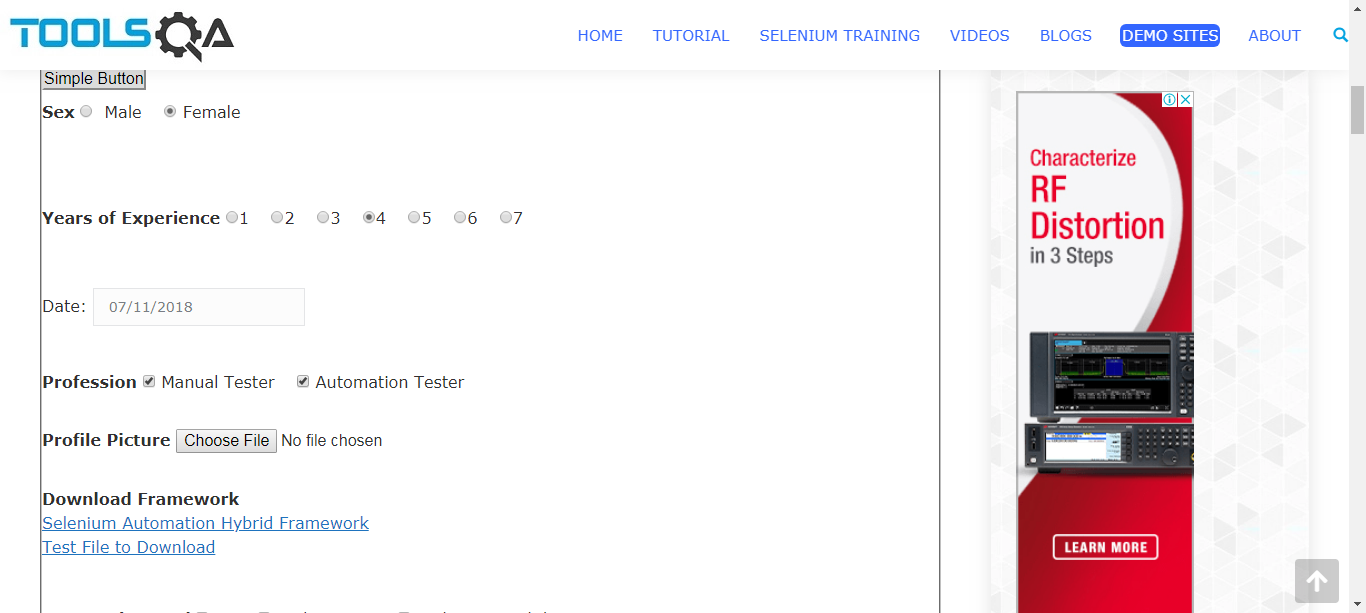 TOOLSQA
HOME TUTORIAL SELENIUM TRAINING VIDEOS BLOGS DEMO SITES ABOUT
Simple Button
Sex Male Female
Years of Experience 1 2 3 4 5 6 7
Date: 07/11/2018
Profession Manual Tester Automation Tester
Profile Picture Choose File No file chosen
Download Framework
Selenium Automation Hybrid Framework
Test File to Download
Characterize
RF
Distortion
in 3 Steps
LEARN MORE